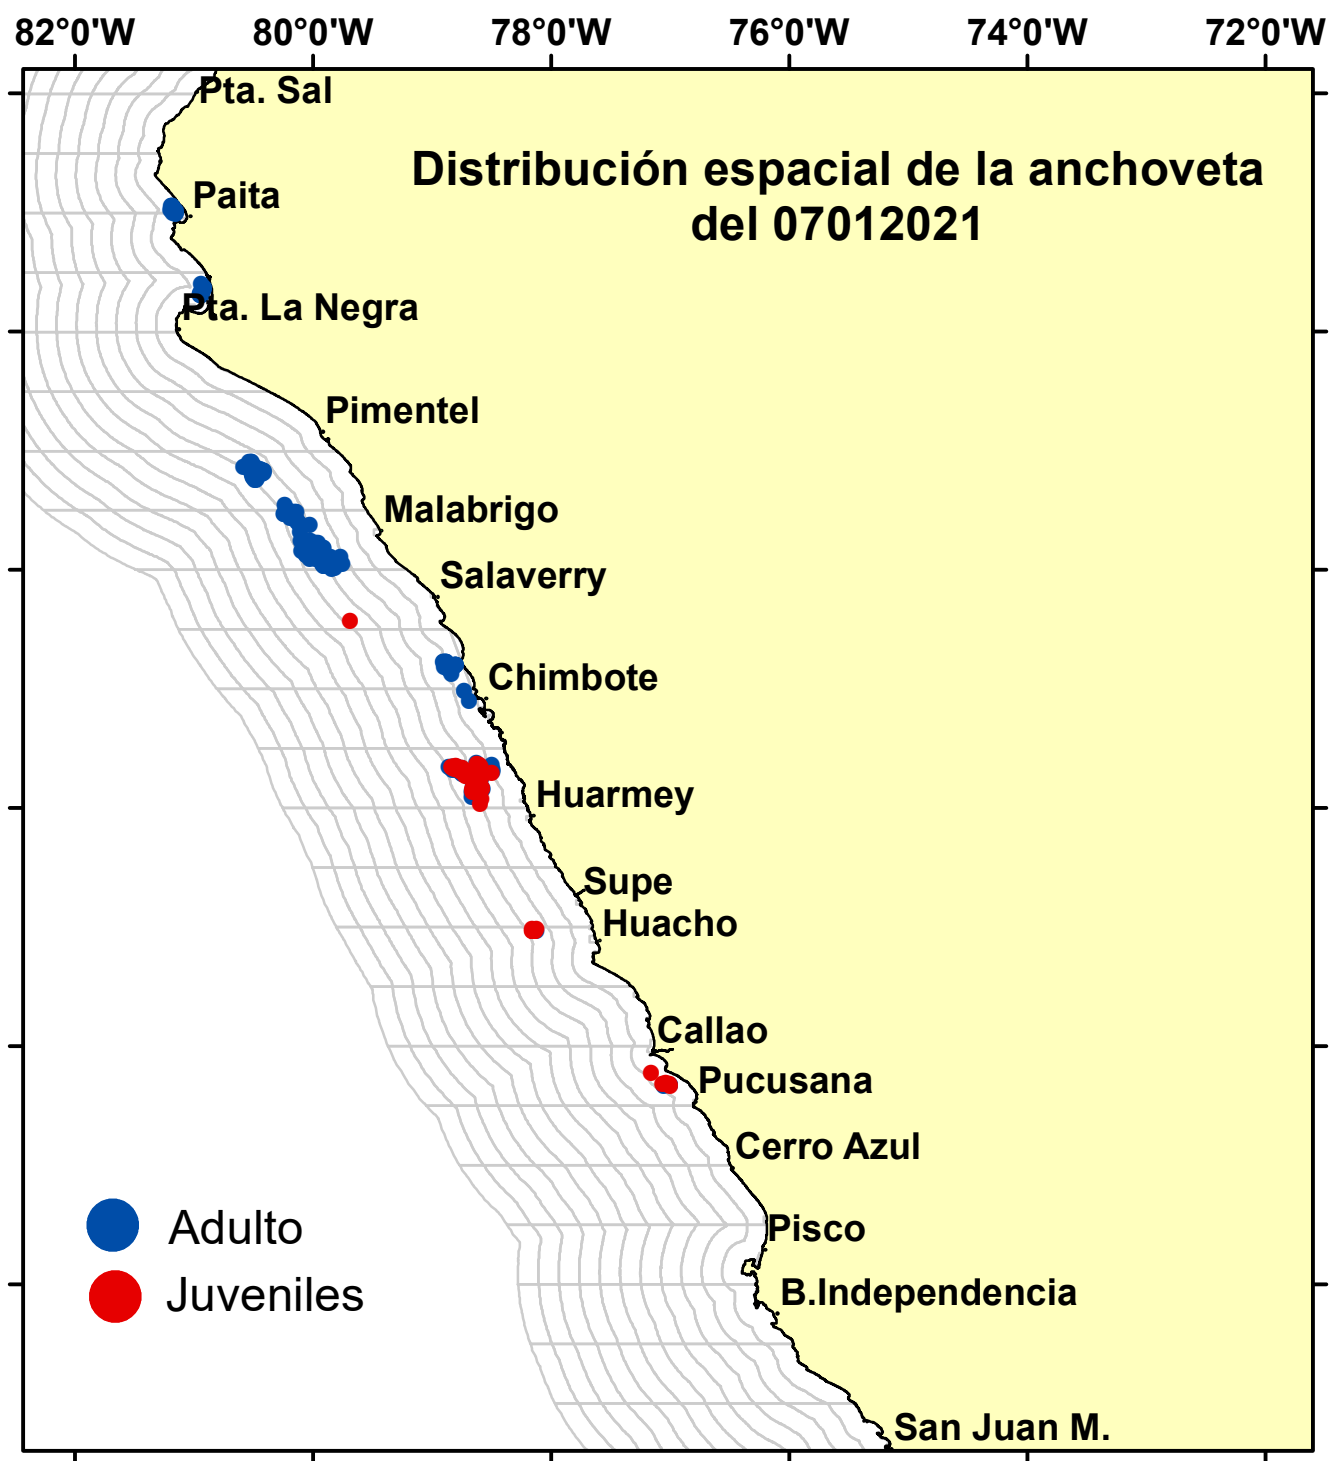 82°0'W 80°0'W 78°0'W 76°0'W 74°0'W 72°0'W
Pta. Sal
Distribución espacial de la anchoveta
del 07012021
Paita
Pta. La Negra
Pimentel
Malabrigo
Salaverry
Chimbote
Huarmey
Supe
Huacho
Callao
Pucusana
Cerro Azul
Pisco
B.Independencia
San Juan M.
Adulto
Juveniles